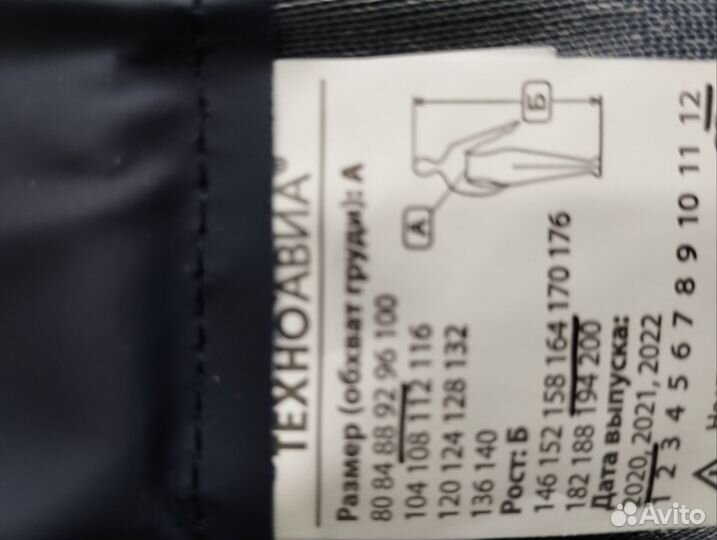 ТЕХНОАВИА®
Размер (обхват груди): А
80 84 88 92 96 100
104 108 112 116
120 124 128 132
136 140
Рост: Б
146 152 158 164 170 176
182 188 194 200
Дата выпуска:
2020, 2021, 2022
1 2 3 4 5 6 7 8 9 10 11 12
А
Б
Avito